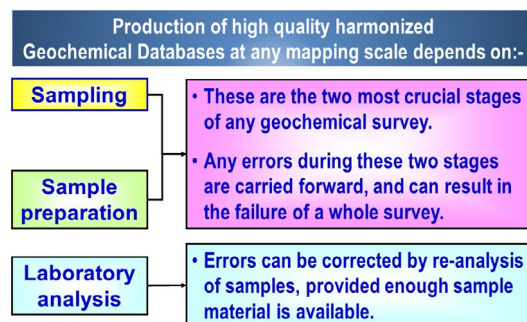 Production of high quality harmonized
Geochemical Databases at any mapping scale depends on:-
Sampling
• These are the two most crucial stages
of any geochemical survey.
• Any errors during these two stages
are carried forward, and can result in
the failure of a whole survey.
Sample
preparation
Laboratory
analysis
• Errors can be corrected by re-analysis
of samples, provided enough sample
material is available.